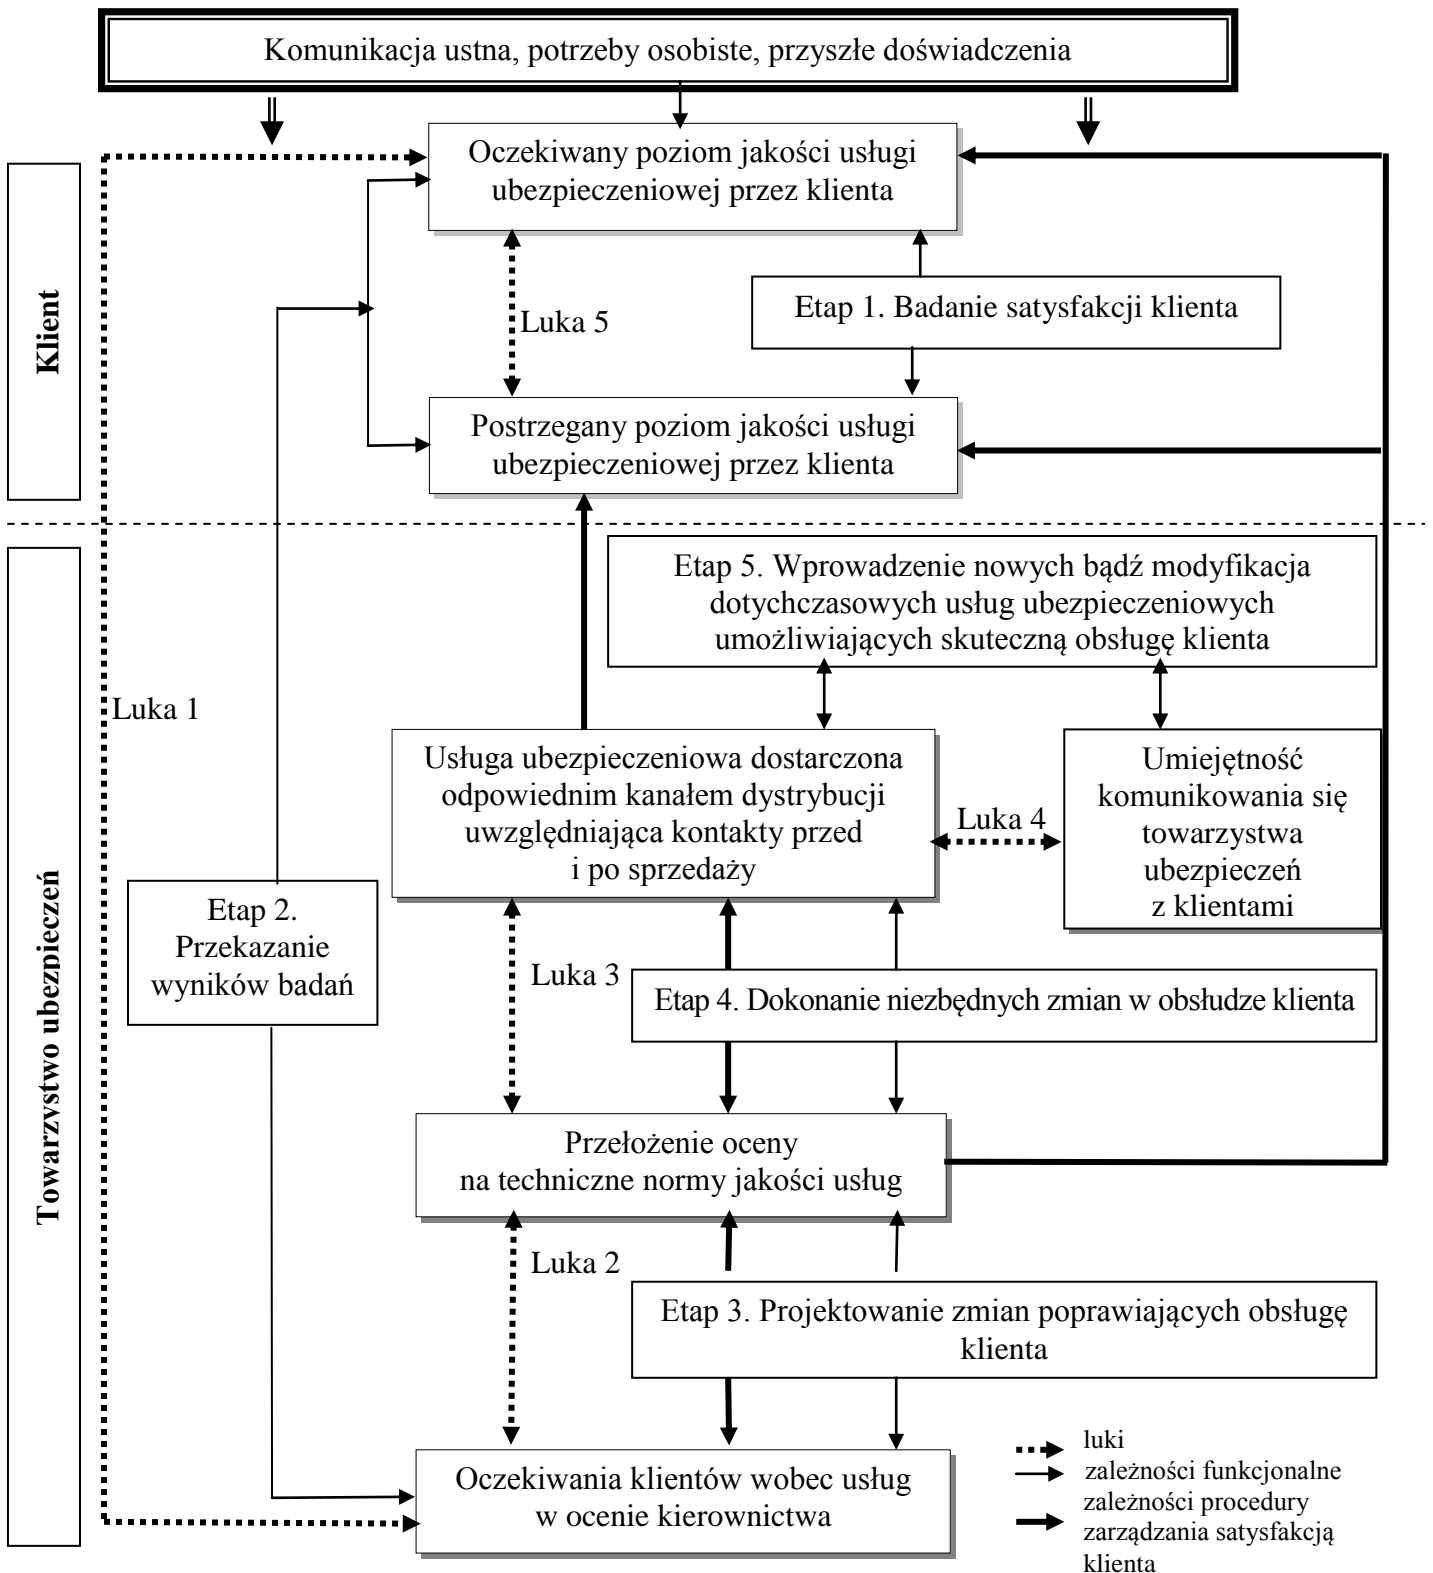 Komunikacja ustna, potrzeby osobiste, przyszłe doświadczenia
Oczekiwany poziom jakości usługi
ubezpieczeniowej przez klienta
Klient
Etap 1. Badanie satysfakcji klienta
Luka 5
Postrzegany poziom jakości usługi
ubezpieczeniowej przez klienta
Etap 5. Wprowadzenie nowych bądź modyfikacja
dotychczasowych usług ubezpieczeniowych
umożliwiających skuteczną obsługę klienta
Luka 1
Towarzystwo ubezpieczeń
Usługa ubezpieczeniowa dostarczona
odpowiednim kanałem dystrybucji
uwzględniająca kontakty przed
i po sprzedaży
Luka 4
Umiejętność
komunikowania się
towarzystwa
ubezpieczeń
z klientami
Etap 2.
Przekazanie
wyników badań
Luka 3
Etap 4. Dokonanie niezbędnych zmian w obsłudze klienta
Przełożenie oceny
na techniczne normy jakości usług
Luka 2
Etap 3. Projektowanie zmian poprawiających obsługę
klienta
Oczekiwania klientów wobec usług
w ocenie kierownictwa
luki
zależności funkcjonalne
zależności procedury
zarządzania satysfakcją
klienta